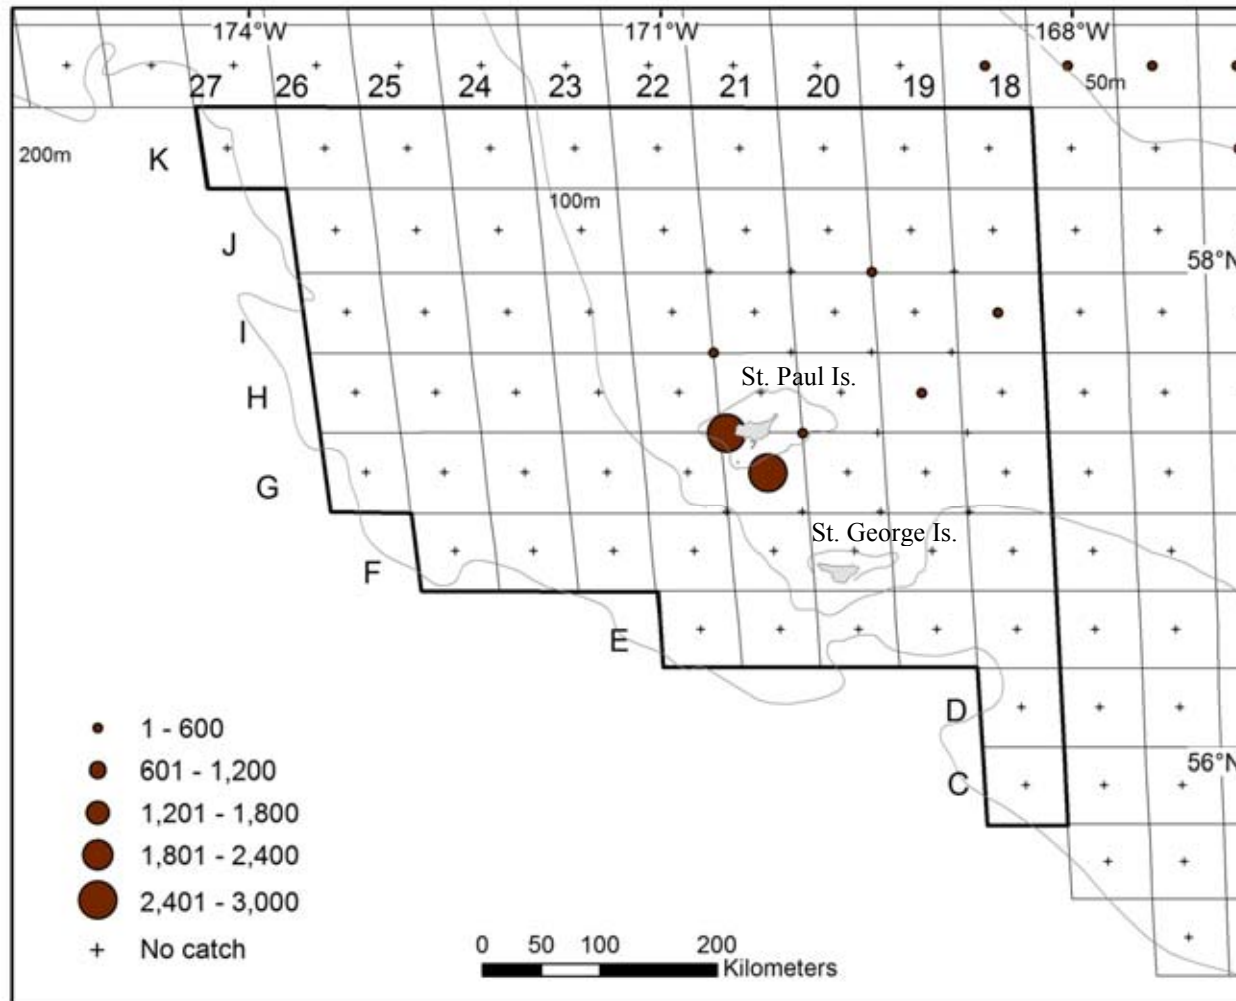 174°W 171°W 168°W
27 26 25 24 23 22 21 20 19 18
50m
200m
K
100m
J
58°N
I
St. Paul Is.
H
G
St. George Is.
F
E
D
C
56°N
1 - 600
601 - 1,200
1,201 - 1,800
1,801 - 2,400
2,401 - 3,000
No catch
0 50 100 200
Kilometers